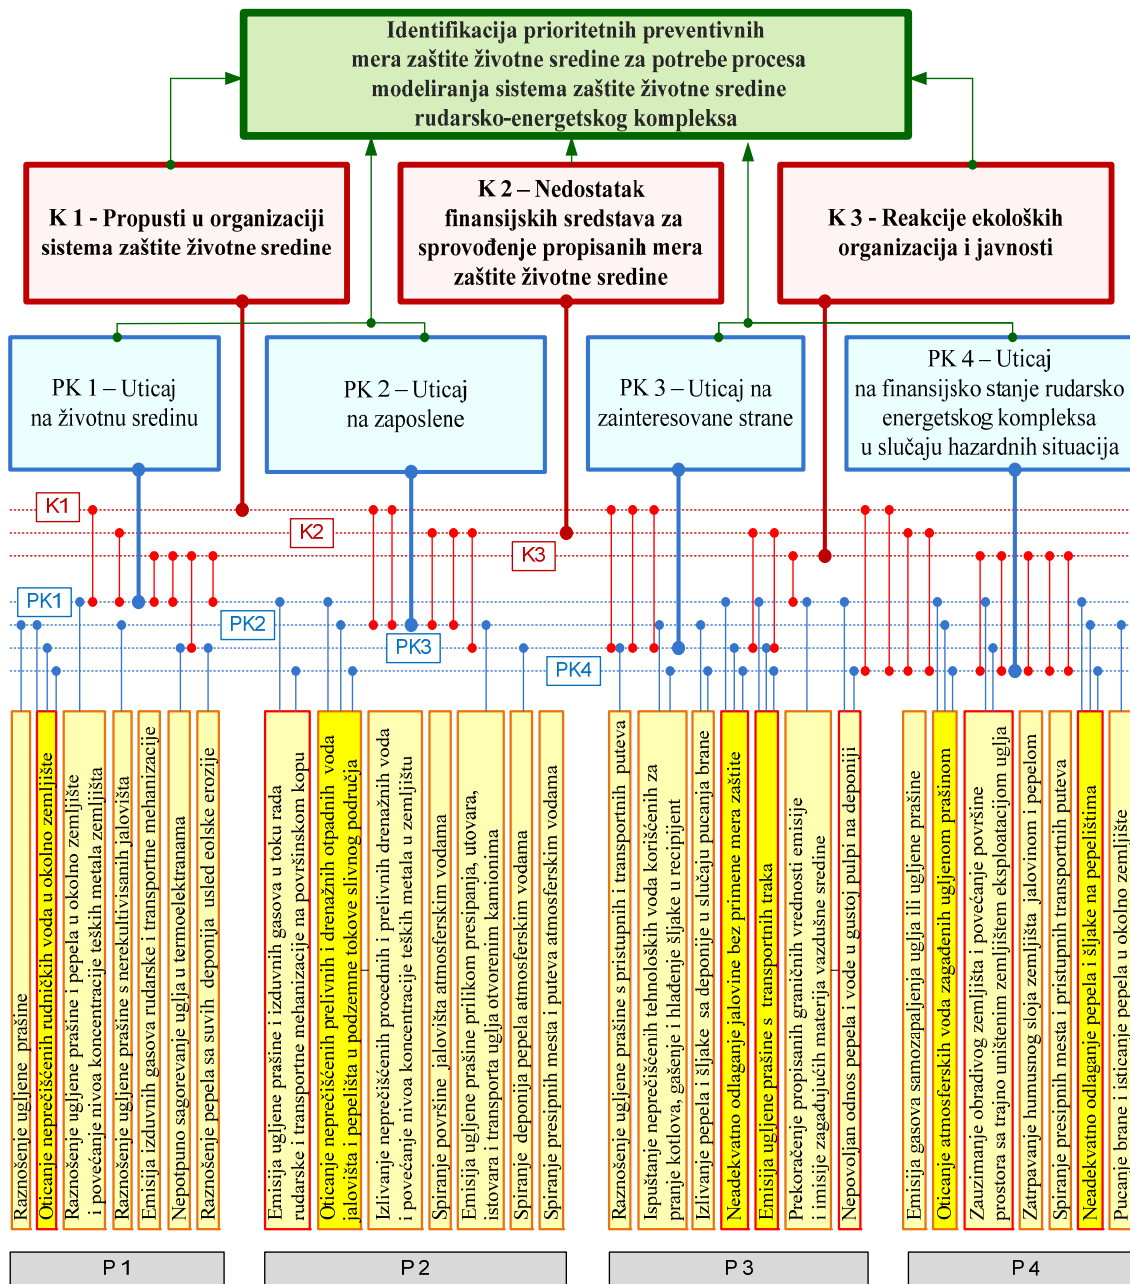 Identifikacija prioritetnih preventivnih
mera zaštite životne sredine za potrebe procesa
modeliranja sistema zaštite životne sredine
rudarsko-energetskog kompleksa
K 1 - Propusti u organizaciji
sistema zaštite životne sredine
K 2 – Nedostatak
finansijskih sredstava za
sprovođenje propisanih mera
zaštite životne sredine
K 3 - Reakcije ekoloških
organizacija i javnosti
PK 1 – Uticaj
na životnu sredinu
PK 2 – Uticaj
na zaposlene
PK 3 – Uticaj na
zainteresovane strane
PK 4 – Uticaj
na finansijsko stanje rudarsko
energetskog kompleksa
u slučaju hazardnih situacija
K1
K2
K3
PK1
PK2
PK3
PK4
Raznošenje ugljene prašine
Oticanje neprečišćenih rudničkih voda u okolno zemljište
Raznošenje ugljene prašine i pepela u okolno zemljište
i povećanje nivoa koncentracije teških metala zemljišta
Raznošenje ugljene prašine s nerekultivisanih jalovišta
Emisija izduvnih gasova rudarske i transportne mehanizacije
Nepotpuno sagorevanje uglja u termoelektranama
Raznošenje pepela sa suvih deponija usled eolske erozije
Emisija ugljene prašine i izduvnih gasova u toku rada
rudarske i transportne mehanizacije na površinskom kopu
Oticanje neprečišćenih prelivnih i drenažnih otpadnih voda
jalovišta i pepelišta u podzemne tokove slivnog područja
Izlivanje neprečišćenih procednih i prelivnih drenažnih voda
i povećanje nivoa koncentracije teških metala u zemljištu
Spiranje površine jalovišta atmosferskim vodama
Emisija ugljene prašine prilikom presipanja, utovara,
istovara i transporta uglja otvorenim kamionima
Spiranje deponija pepela atmosferskim vodama
Spiranje presipnih mesta i puteva atmosferskim vodama
Raznošenje ugljene prašine s pristupnih i transportnih puteva
Ispuštanje neprečišćenih tehnoloških voda korišćenih za
pranje kotlova, gašenje i hlađenje šljake u recipijent
Izlivanje pepela i šljake sa deponije u slučaju pucanja brane
Neadekvatno odlaganje jalovine bez primene mera zaštite
Emisija ugljene prašine s transportnih traka
Prekoračenje propisanih graničnih vrednosti emisije
i imisije zagađujućih materija vazdušne sredine
Nepovoljan odnos pepela i vode u gustoj pulpi na deponiji
Emisija gasova samozapaljenja uglja ili ugljene prašine
Oticanje atmosferskih voda zagađenih ugljenom prašinom
Zauzimanje obradivog zemljišta i povećanje površine
prostora sa trajno uništenim zemljištem eksploatacijom uglja
Zatrpavanje humusnog sloja zemljišta jalovinom i pepelom
Spiranje presipnih mesta i pristupnih transportnih puteva
Neadekvatno odlaganje pepela i šljake na pepelištima
Pucanje brane i isticanje pepela u okolno zemljište
P 1
P 2
P 3
P 4